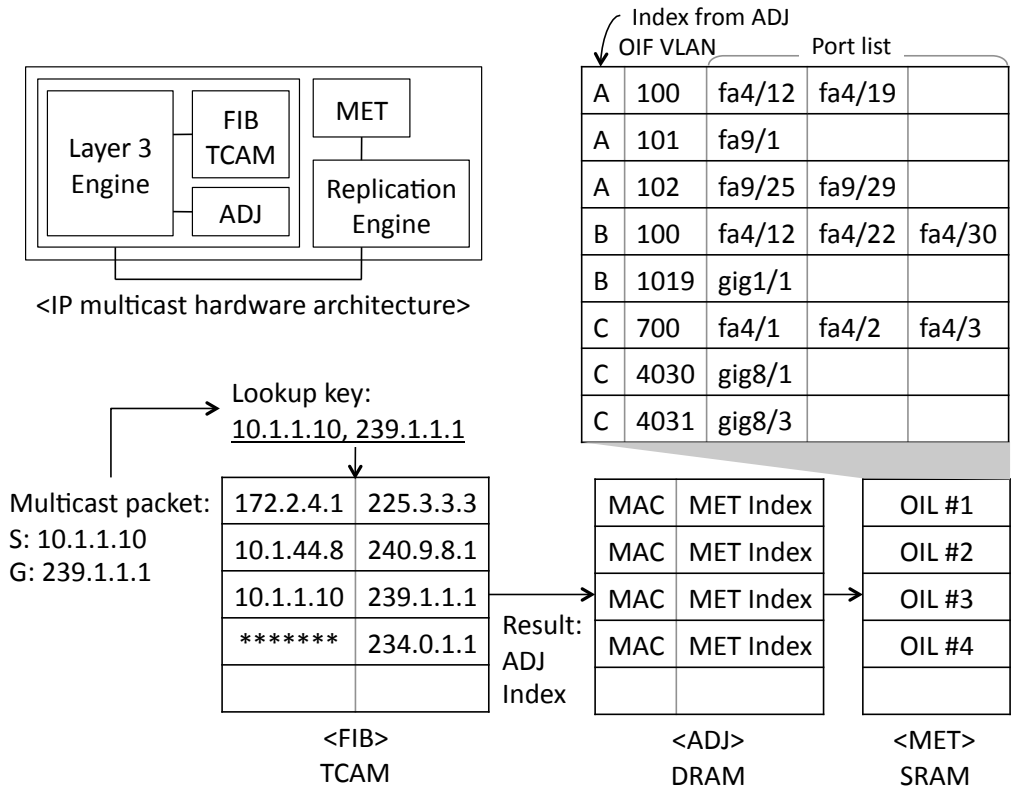 Index from ADJ
OIF VLAN Port list
A 100 fa4/12 fa4/19
A 101 fa9/1
A 102 fa9/25 fa9/29
B 100 fa4/12 fa4/22 fa4/30
B 1019 gig1/1
C 700 fa4/1 fa4/2 fa4/3
C 4030 gig8/1
C 4031 gig8/3
Layer 3
Engine
FIB
TCAM
ADJ
MET
Replication
Engine
<IP multicast hardware architecture>
Lookup key:
10.1.1.10, 239.1.1.1
Multicast packet:
S: 10.1.1.10
G: 239.1.1.1
172.2.4.1 225.3.3.3
10.1.44.8 240.9.8.1
10.1.1.10 239.1.1.1
******* 234.0.1.1
<FIB>
TCAM
Result:
ADJ
Index
MAC MET Index
MAC MET Index
MAC MET Index
MAC MET Index
<ADJ>
DRAM
OIL #1
OIL #2
OIL #3
OIL #4
<MET>
SRAM